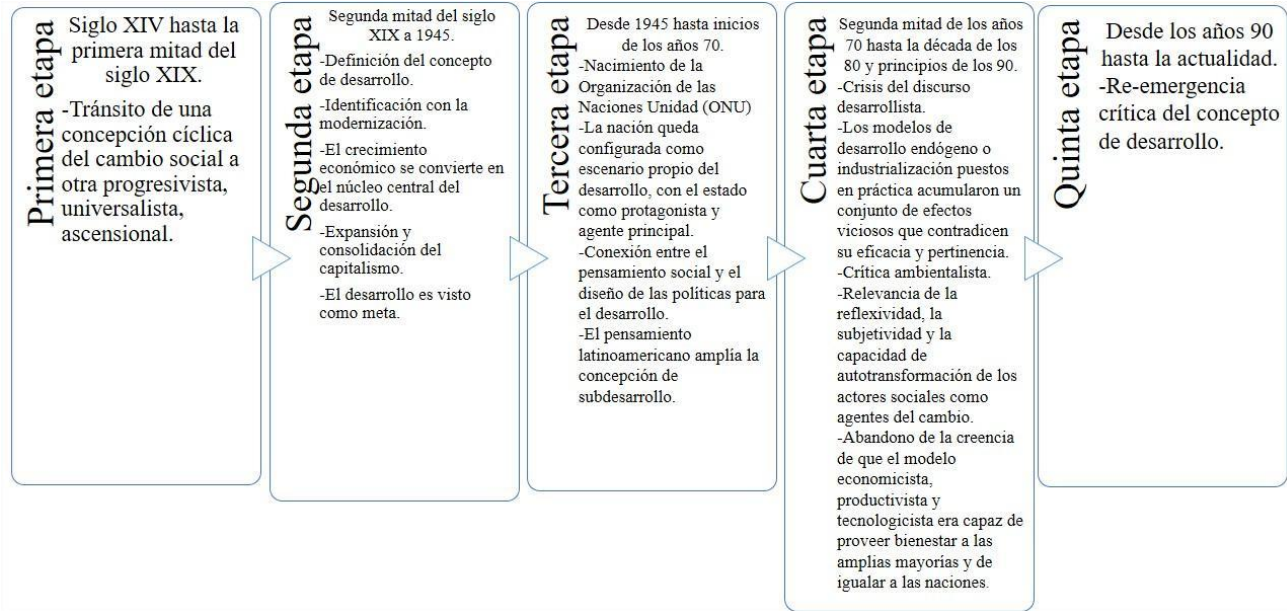 Primera etapa
Siglo XIV hasta la
primera mitad del
siglo XIX.
-Tránsito de una
concepción cíclica
del cambio social a
otra progresivista,
universalista,
ascensional.
Segunda etapa
Segunda mitad del siglo
XIX a 1945.
-Definición del concepto
de desarrollo.
-Identificación con la
modernización.
-El crecimiento
económico se convierte en
el núcleo central del
desarrollo.
-Expansión y
consolidación del
capitalismo.
-El desarrollo es visto
como meta.
Tercera etapa
Desde 1945 hasta inicios
de los años 70.
-Nacimiento de la
Organización de las
Naciones Unidad (ONU)
-La nación queda
configurada como
escenario propio del
desarrollo, con el estado
como protagonista y
agente principal.
-Conexión entre el
pensamiento social y el
diseño de las políticas para
el desarrollo.
-El pensamiento
latinoamericano amplía la
concepción de
subdesarrollo.
Cuarta etapa
Segunda mitad de los años
70 hasta la década de los
80 y principios de los 90.
-Crisis del discurso
desarrollista.
-Los modelos de
desarrollo endógeno o
industrialización puestos
en práctica acumularon un
conjunto de efectos
viciosos que contradicen
su eficacia y pertinencia.
-Crítica ambientalista.
-Relevancia de la
reflexividad, la
subjetividad y la
capacidad de
autotransformación de los
actores sociales como
agentes del cambio.
-Abandono de la creencia
de que el modelo
economicista,
productivista y
tecnologicista era capaz de
proveer bienestar a las
amplias mayorías y de
igualar a las naciones.
Quinta etapa
Desde los años 90
hasta la actualidad.
-Re-emergencia
crítica del concepto
de desarrollo.